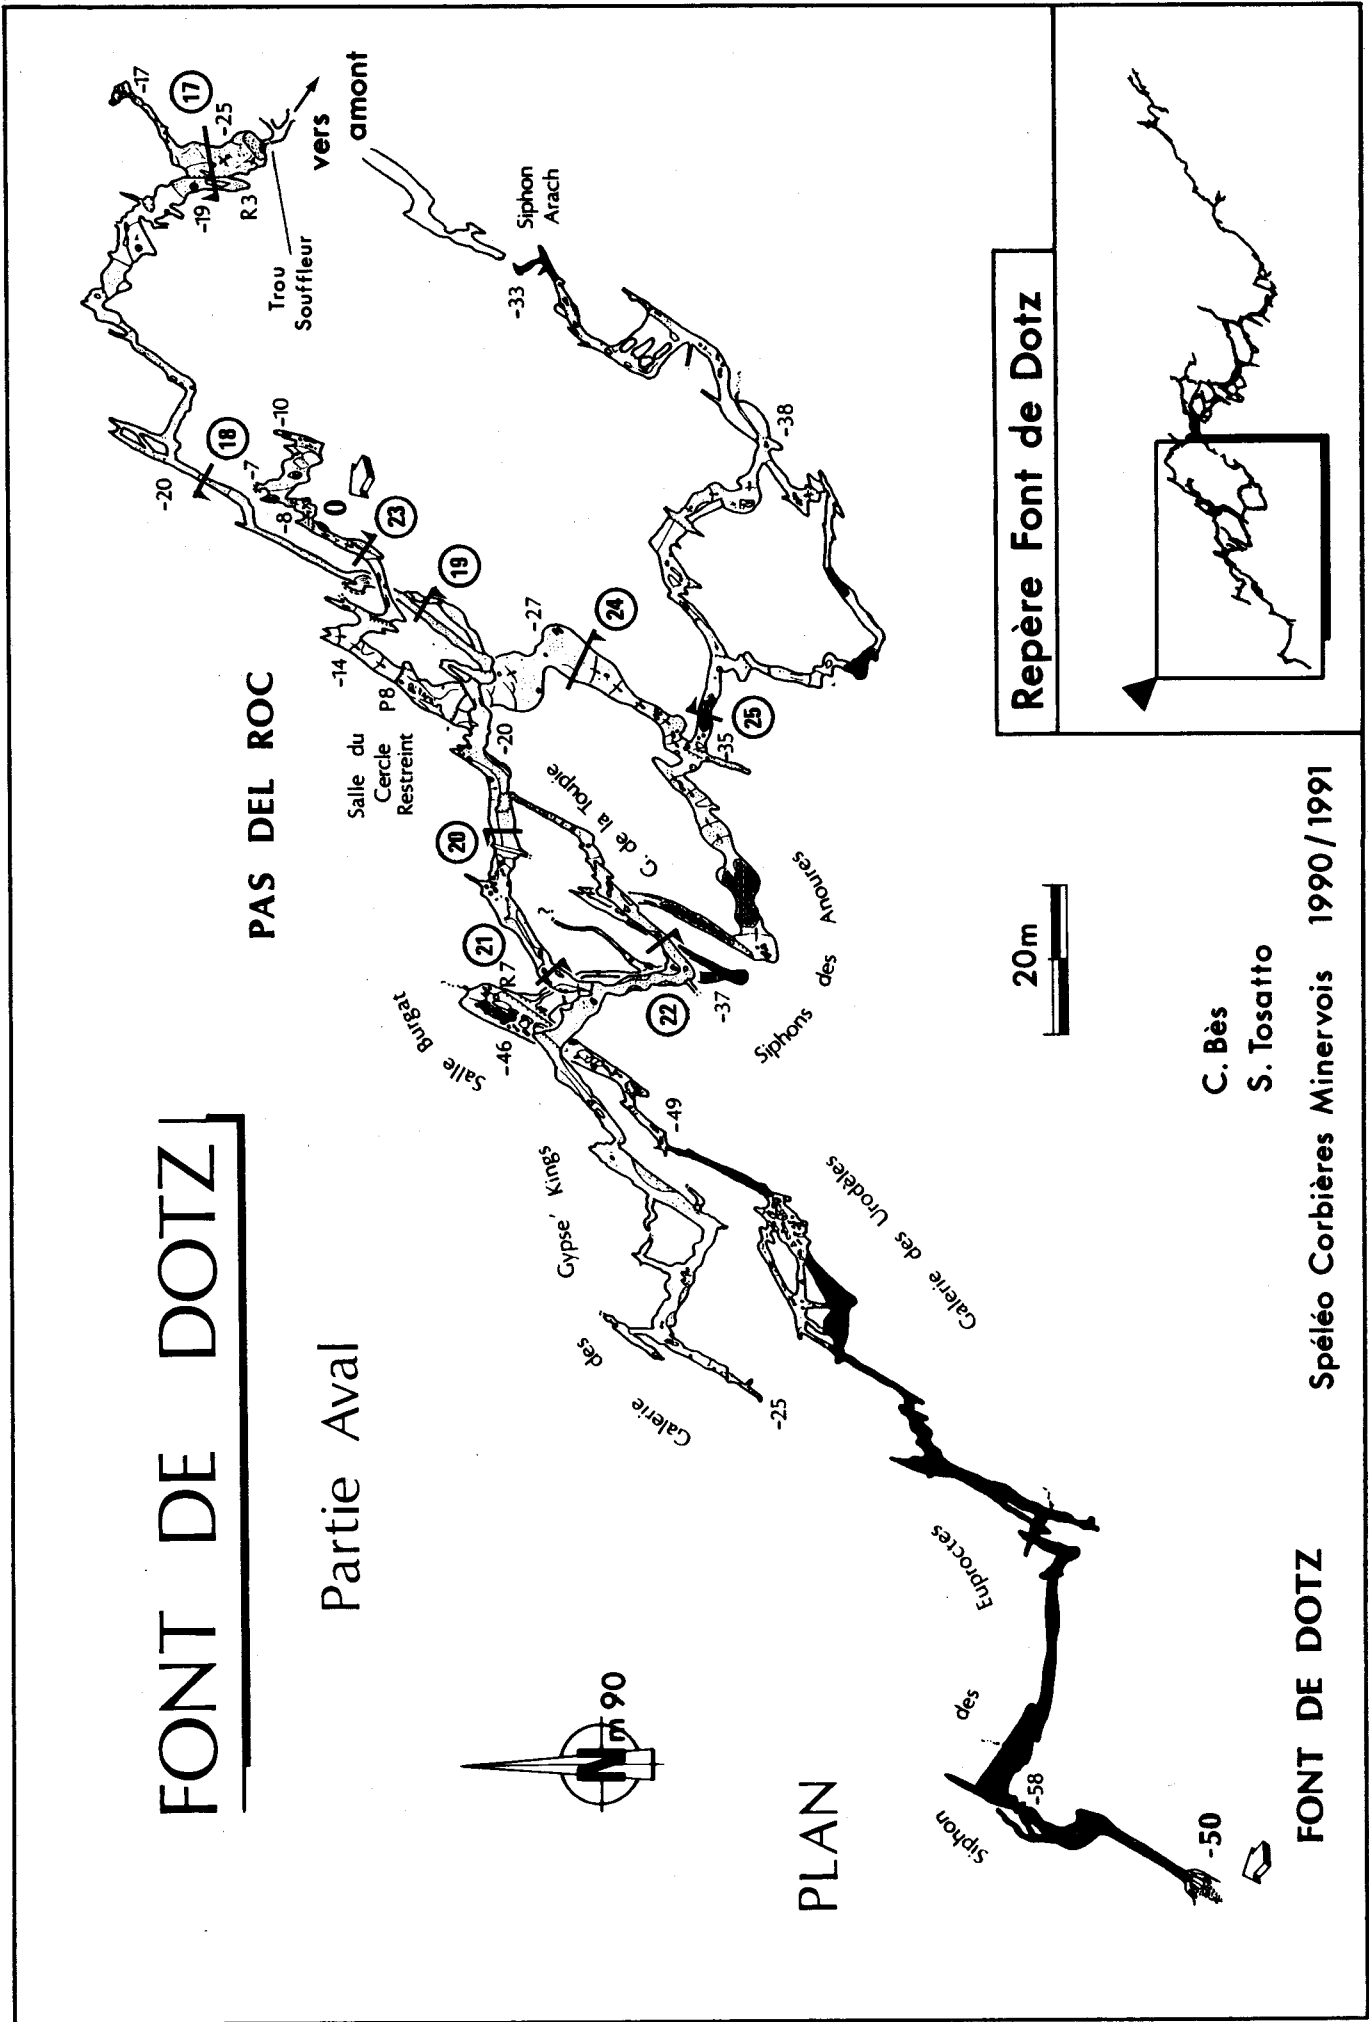 FONT DE DOTZ
Partie Aval
PLAN
N
m 90
PAS DEL ROC
Salle du
Cercle
Restreint
P8
-14
-20
18
-7
-8
-10
0
23
19
-27
24
-20
20
21
R7
Salle Burgat
-46
22
-37
C. de la Toupie
?
-35
25
Siphons des Anoures
-38
-33
Siphon
Arach
vers
amont
Trou
Souffleur
R3
-19
-25
17
-17
-49
Galerie des Gypse' Kings
-25
Galerie des Urodèles
Siphon des Euproctes
-58
-50
FONT DE DOTZ
20m
C. Bès
S. Tosatto
Spéléo Corbières Minervois 1990/1991
Repère Font de Dotz